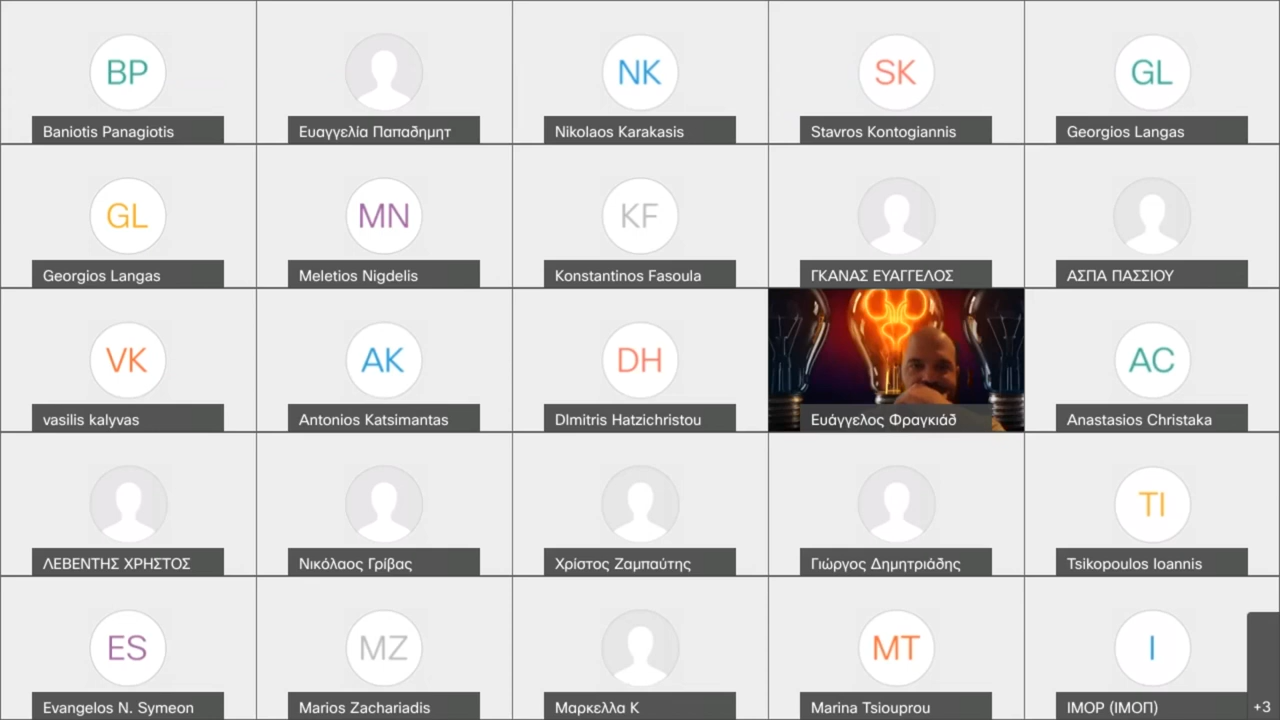 BP
Baniotis Panagiotis
Ευαγγελία Παπαδημητ
NK
Nikolaos Karakasis
SK
Stavros Kontogiannis
GL
Georgios Langas
GL
Georgios Langas
MN
Meletios Nigdelis
KF
Konstantinos Fasoula
ΓΚΑΝΑΣ ΕΥΑΓΓΕΛΟΣ
ΑΣΠΑ ΠΑΣΣΙΟΥ
VK
vasilis kalyvas
AK
Antonios Katsimantas
DH
DImitris Hatzichristou
Ευάγγελος Φραγκιάδ
AC
Anastasios Christaka
ΛΕΒΕΝΤΗΣ ΧΡΗΣΤΟΣ
Νικόλαος Γρίβας
Χρίστος Ζαμπαύτης
Γιώργος Δημητριάδης
TI
Tsikopoulos Ioannis
ES
Evangelos N. Symeon
MZ
Marios Zachariadis
Μαρκελλα Κ
MT
Marina Tsiouprou
I
IMOP (ΙΜΟΠ)
+3